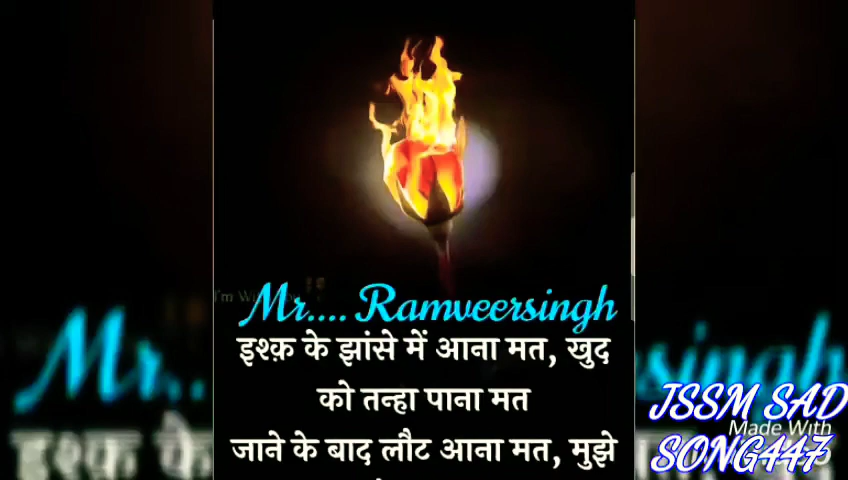 Mr.... Ramveersingh
इश्क़ के झांसे में आना मत, खुद
को तन्हा पाना मत
जाने के बाद लौट आना मत, मुझे
JSSM SAD
Made With
SONG447